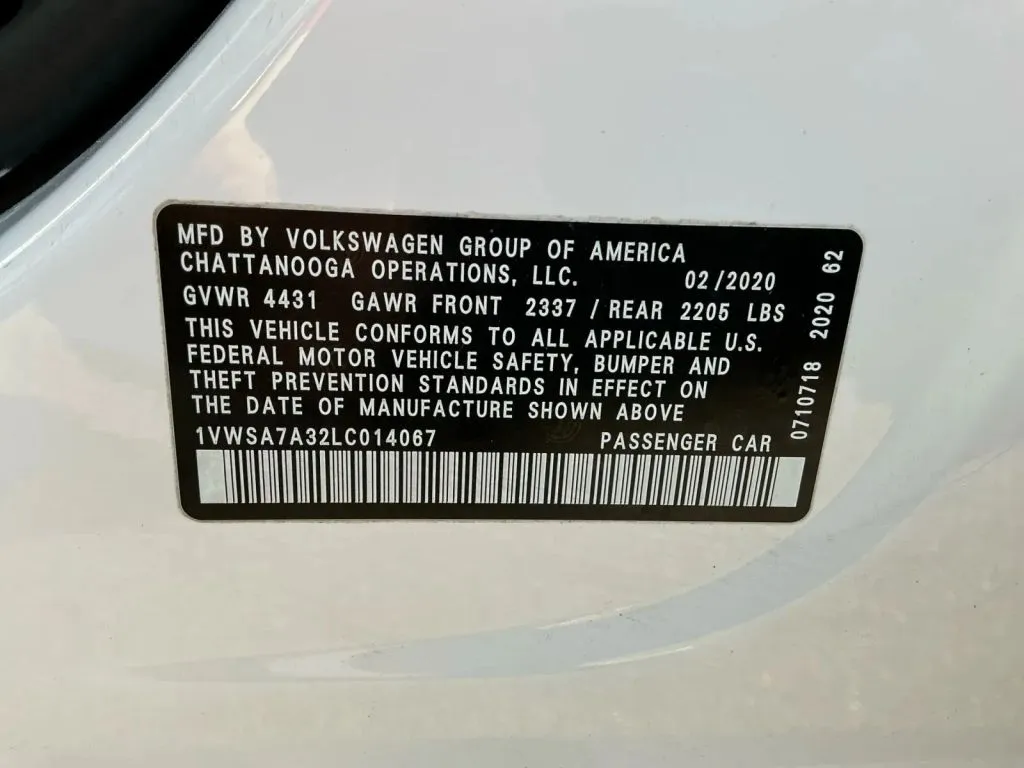 MFD BY VOLKSWAGEN GROUP OF AMERICA
CHATTANOOGA OPERATIONS, LLC. 02/2020
GVWR 4431 GAWR FRONT 2337 / REAR 2205 LBS
THIS VEHICLE CONFORMS TO ALL APPLICABLE U.S.
FEDERAL MOTOR VEHICLE SAFETY, BUMPER AND
THEFT PREVENTION STANDARDS IN EFFECT ON
THE DATE OF MANUFACTURE SHOWN ABOVE
1VWSA7A32LC014067 PASSENGER CAR
0710718 2020 62